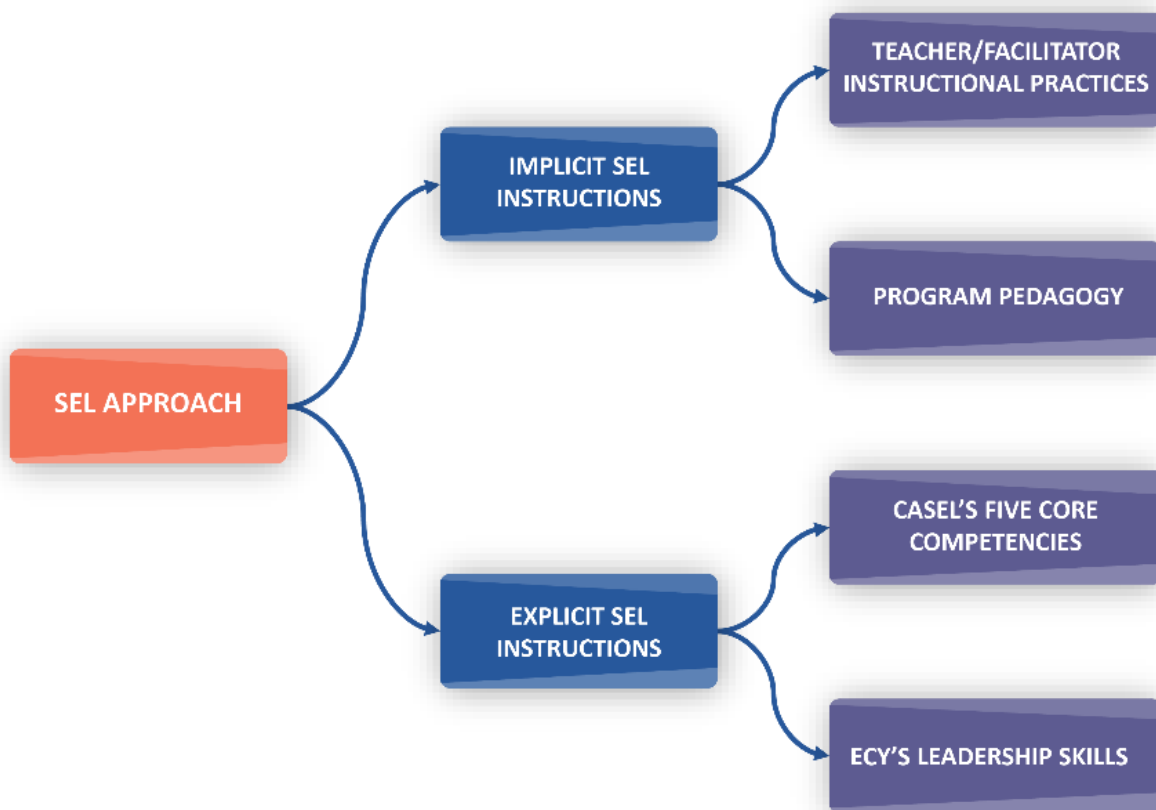 TEACHER/FACILITATOR
INSTRUCTIONAL PRACTICES
IMPLICIT SEL
INSTRUCTIONS
PROGRAM PEDAGOGY
SEL APPROACH
CASEL'S FIVE CORE
COMPETENCIES
EXPLICIT SEL
INSTRUCTIONS
ECY'S LEADERSHIP SKILLS